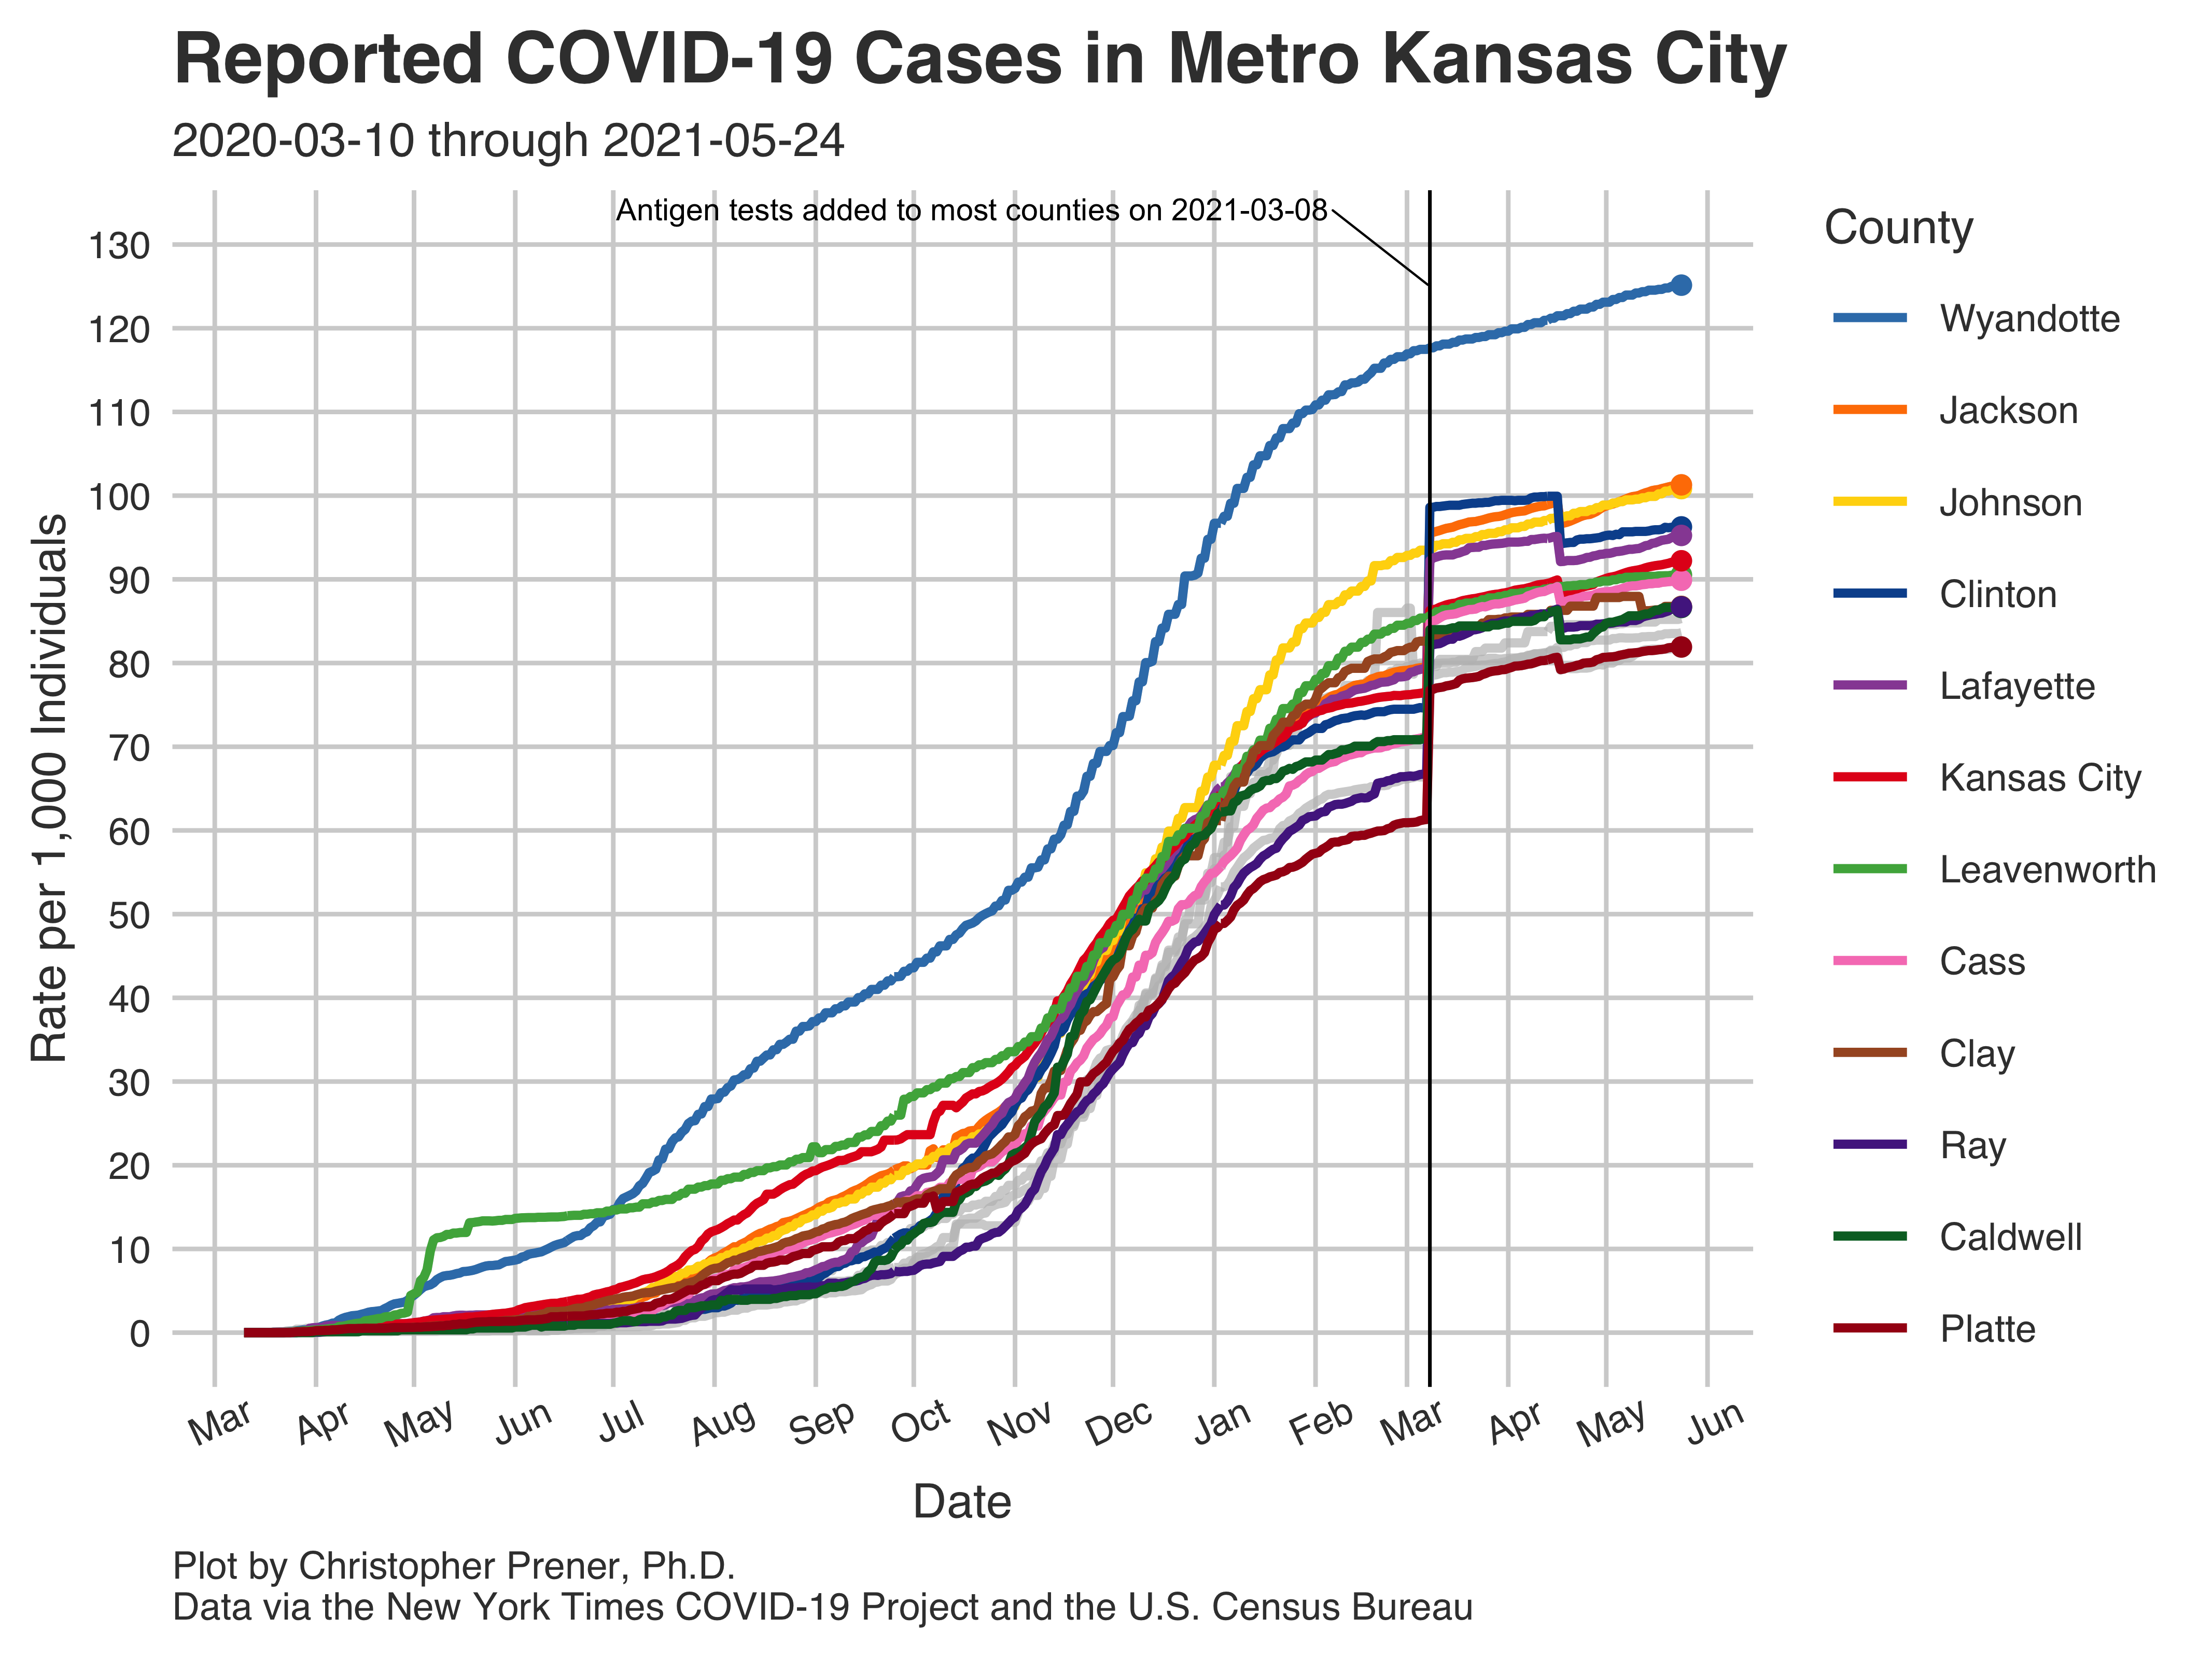 Reported COVID-19 Cases in Metro Kansas City
2020-03-10 through 2021-05-24
Antigen tests added to most counties on 2021-03-08
130
120
110
100
90
80
70
60
50
40
30
20
10
0
Rate per 1,000 Individuals
Mar
Apr
May
Jun
Jul
Aug
Sep
Oct
Nov
Dec
Jan
Feb
Mar
Apr
May
Jun
Date
County
Wyandotte
Jackson
Johnson
Clinton
Lafayette
Kansas City
Leavenworth
Cass
Clay
Ray
Caldwell
Platte
Plot by Christopher Prener, Ph.D.
Data via the New York Times COVID-19 Project and the U.S. Census Bureau